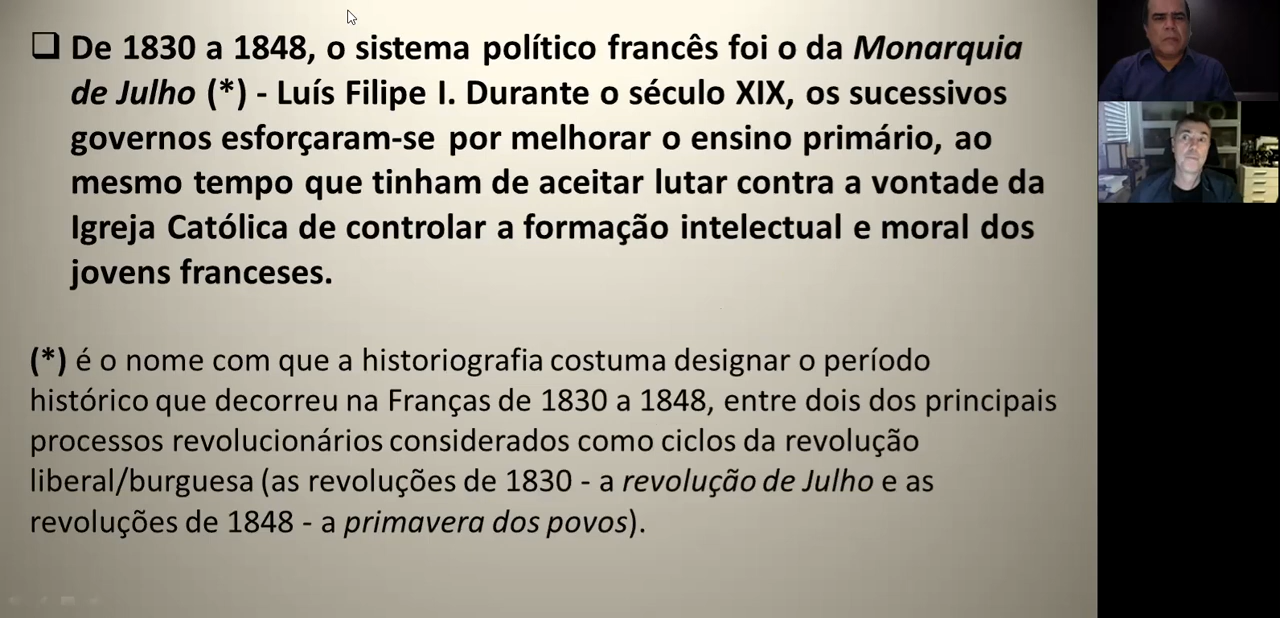 ❑ De 1830 a 1848, o sistema político francês foi o da Monarquia
de Julho (*) - Luís Filipe I. Durante o século XIX, os sucessivos
governos esforçaram-se por melhorar o ensino primário, ao
mesmo tempo que tinham de aceitar lutar contra a vontade da
Igreja Católica de controlar a formação intelectual e moral dos
jovens franceses.
(*) é o nome com que a historiografia costuma designar o período
histórico que decorreu na Franças de 1830 a 1848, entre dois dos principais
processos revolucionários considerados como ciclos da revolução
liberal/burguesa (as revoluções de 1830 - a revolução de Julho e as
revoluções de 1848 - a primavera dos povos).